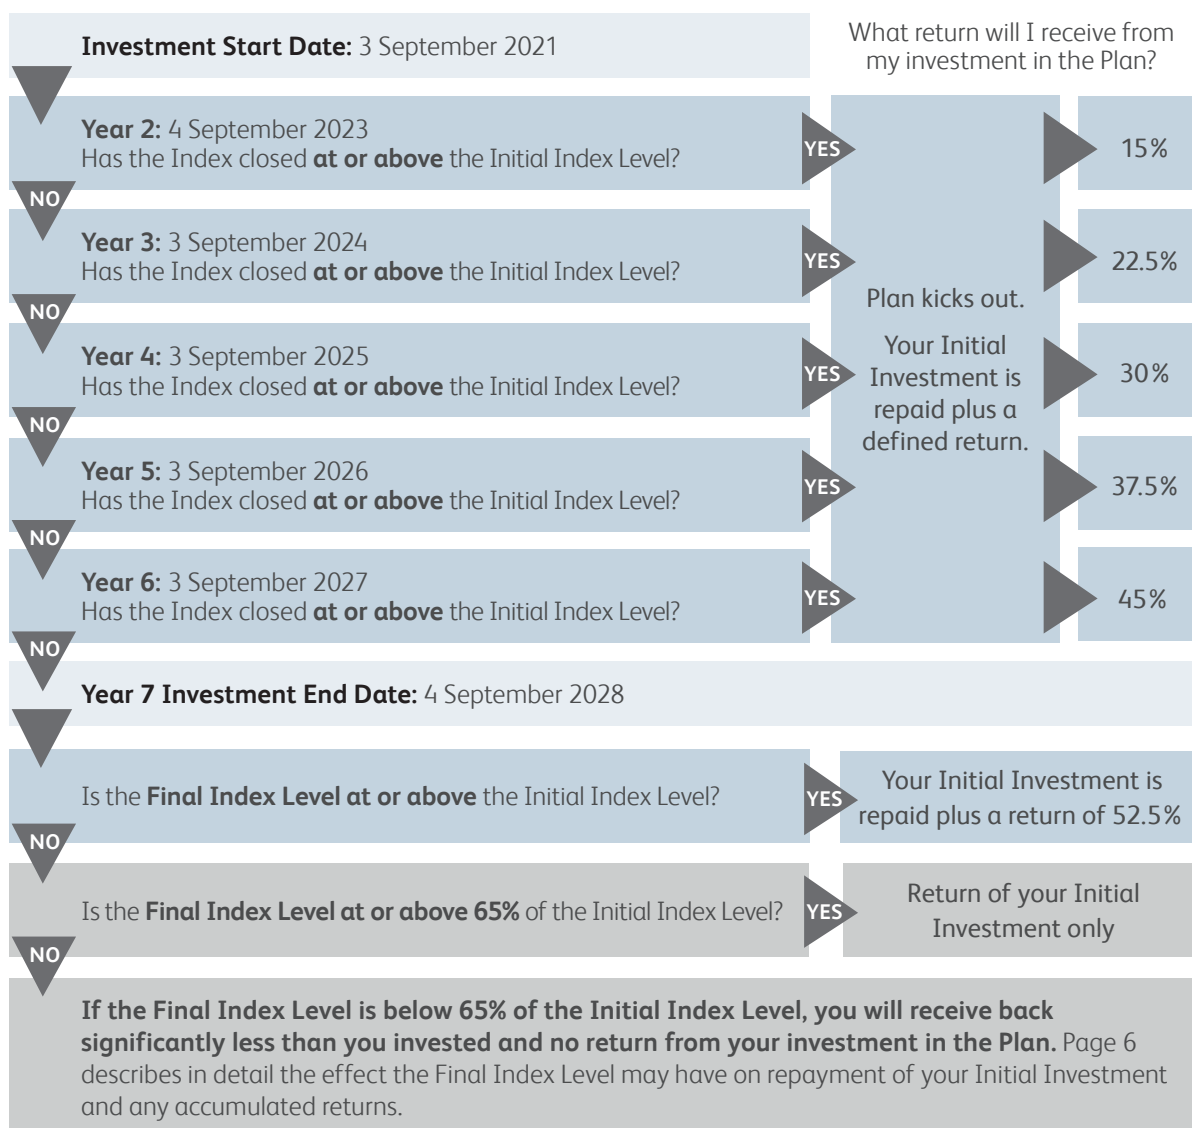 Investment Start Date: 3 September 2021
What return will I receive from
my investment in the Plan?
Year 2: 4 September 2023
Has the Index closed at or above the Initial Index Level?
YES
15%
NO
Year 3: 3 September 2024
Has the Index closed at or above the Initial Index Level?
YES
22.5%
NO
Year 4: 3 September 2025
Has the Index closed at or above the Initial Index Level?
YES
30%
NO
Year 5: 3 September 2026
Has the Index closed at or above the Initial Index Level?
YES
37.5%
NO
Year 6: 3 September 2027
Has the Index closed at or above the Initial Index Level?
YES
45%
Plan kicks out.
Your Initial
Investment is
repaid plus a
defined return.
NO
Year 7 Investment End Date: 4 September 2028
Is the Final Index Level at or above the Initial Index Level?
YES
Your Initial Investment is
repaid plus a return of 52.5%
NO
Is the Final Index Level at or above 65% of the Initial Index Level?
YES
Return of your Initial
Investment only
NO
If the Final Index Level is below 65% of the Initial Index Level, you will receive back
significantly less than you invested and no return from your investment in the Plan. Page 6
describes in detail the effect the Final Index Level may have on repayment of your Initial Investment
and any accumulated returns.